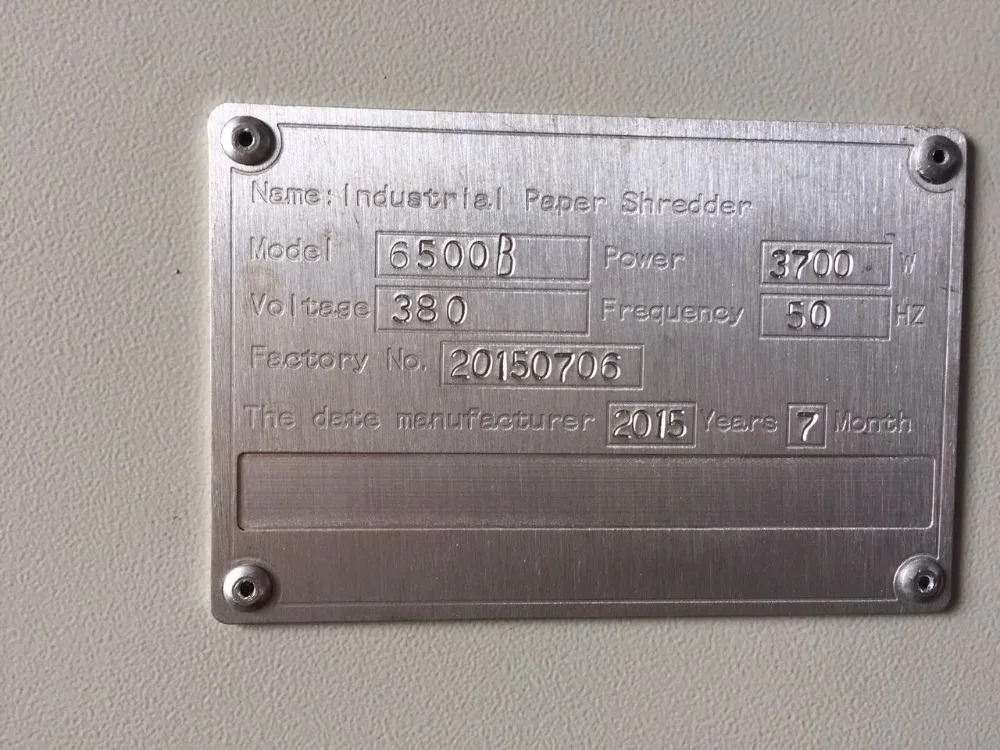 Name:Industrial Paper Shredder
Model 6500B Power 3700 W
Voltage 380 Frequency 50 HZ
Factory No. 20150706
The date manufacturer 2015 Years 7 Month